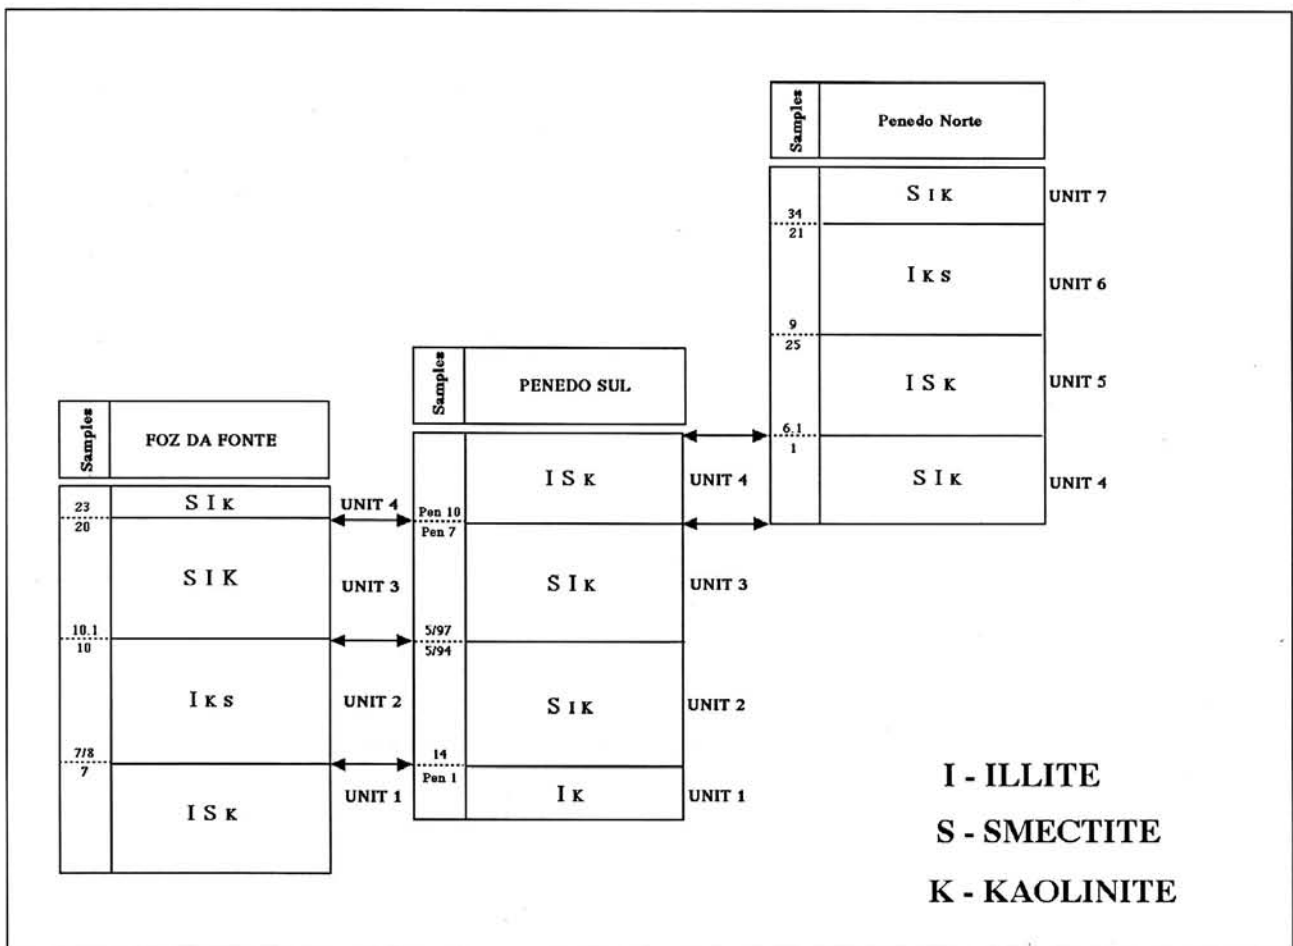 Samples
FOZ DA FONTE
S I K
UNIT 4
23
20
S I K
UNIT 3
10.1
10
I K S
UNIT 2
7/8
7
I S K
UNIT 1
Samples
PENEDO SUL
I S K
UNIT 4
Pen 10
Pen 7
S I K
UNIT 3
5/97
5/94
S I K
UNIT 2
14
Pen 1
I K
UNIT 1
Samples
Penedo Norte
S I K
UNIT 7
34
21
I K S
UNIT 6
9
25
I S K
UNIT 5
6.1
1
S I K
UNIT 4
I - ILLITE
S - SMECTITE
K - KAOLINITE